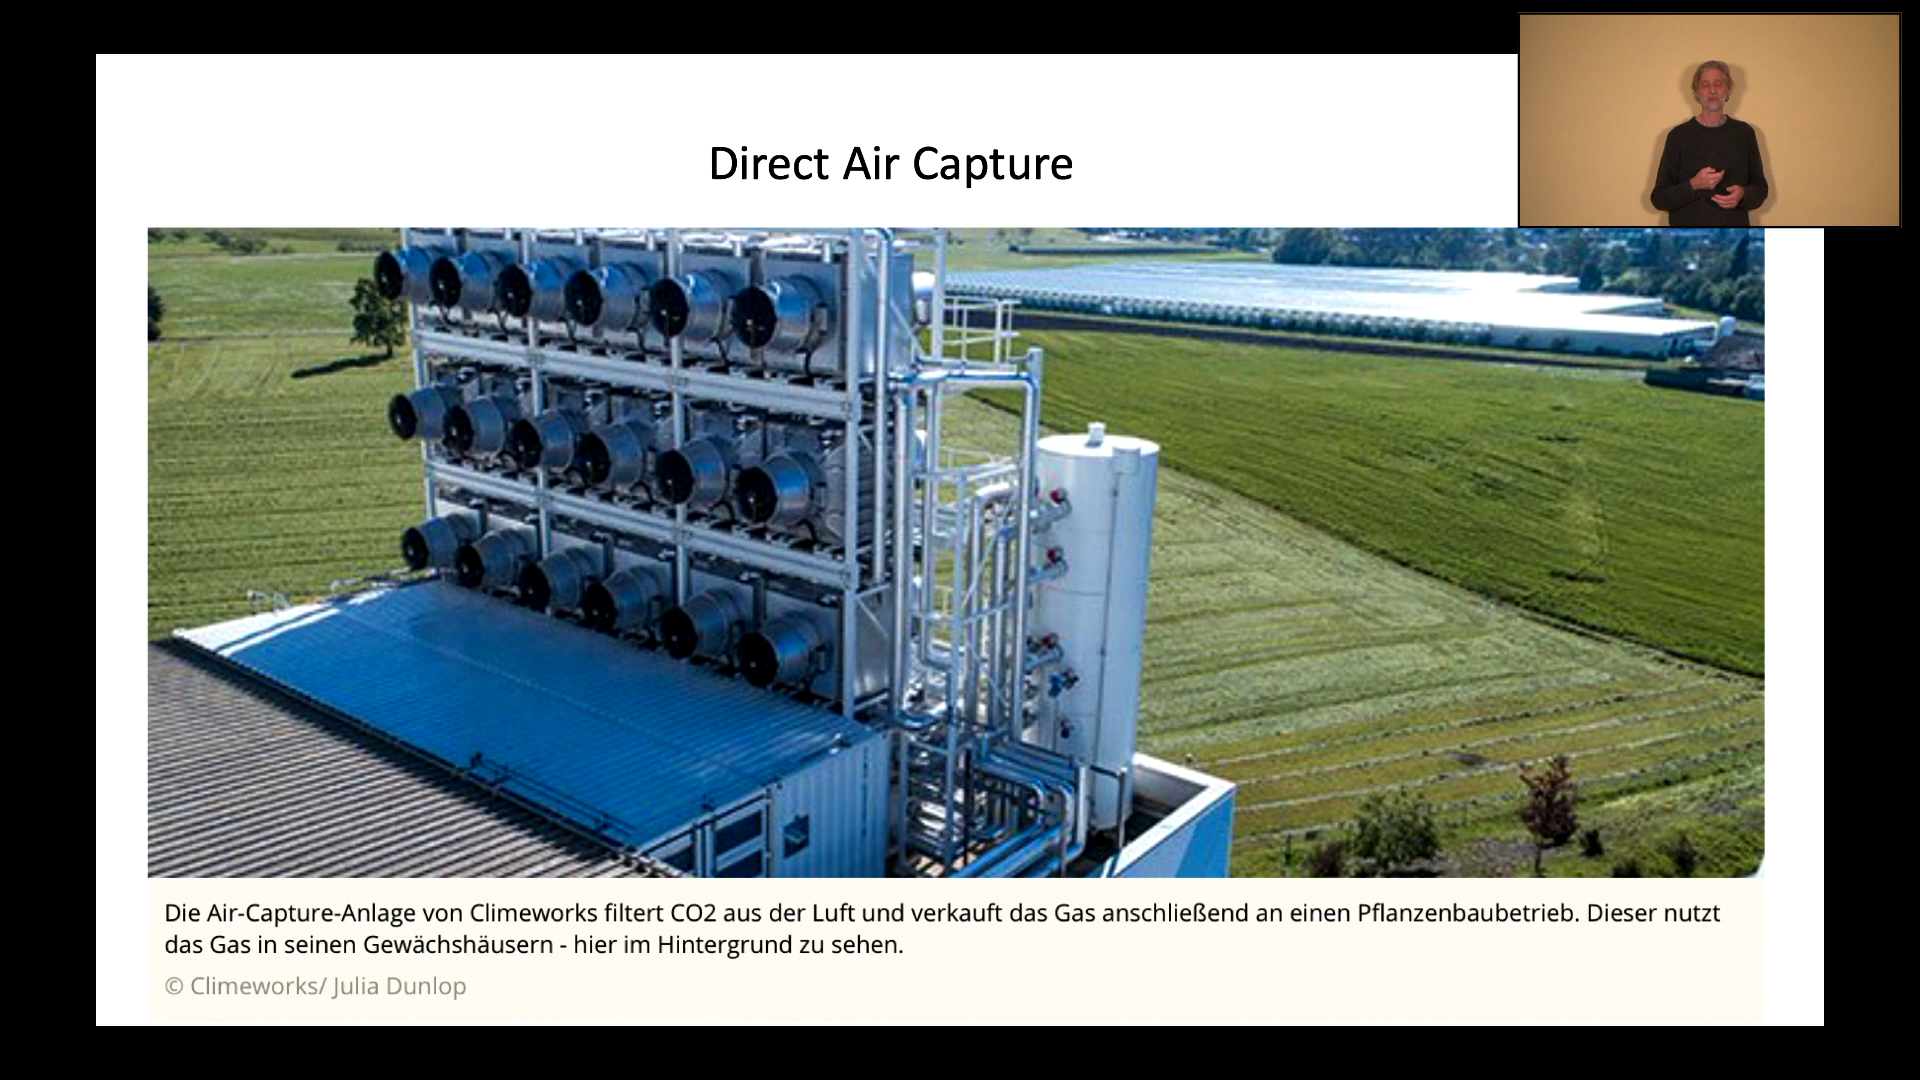 Direct Air Capture
Die Air-Capture-Anlage von Climeworks filtert CO2 aus der Luft und verkauft das Gas anschließend an einen Pflanzenbaubetrieb. Dieser nutzt
das Gas in seinen Gewächshäusern - hier im Hintergrund zu sehen.
© Climeworks/ Julia Dunlop